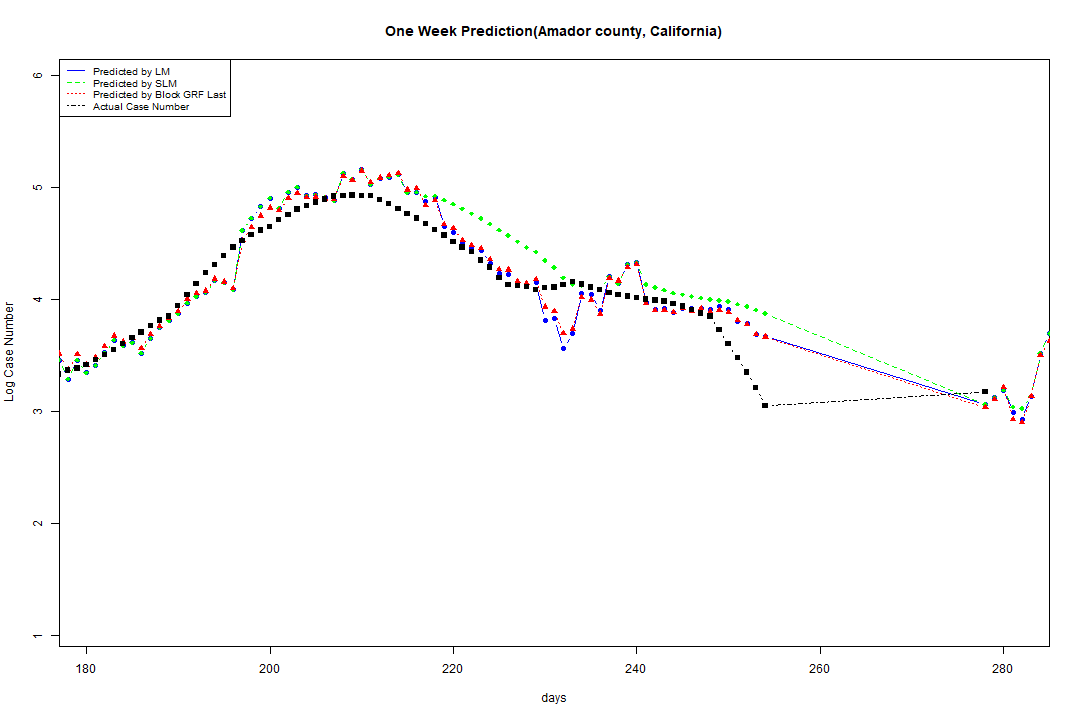 One Week Prediction(Amador county, California)
Predicted by LM
Predicted by SLM
Predicted by Block GRF Last
Actual Case Number
6
5
4
3
2
1
Log Case Number
180 200 220 240 260 280
days